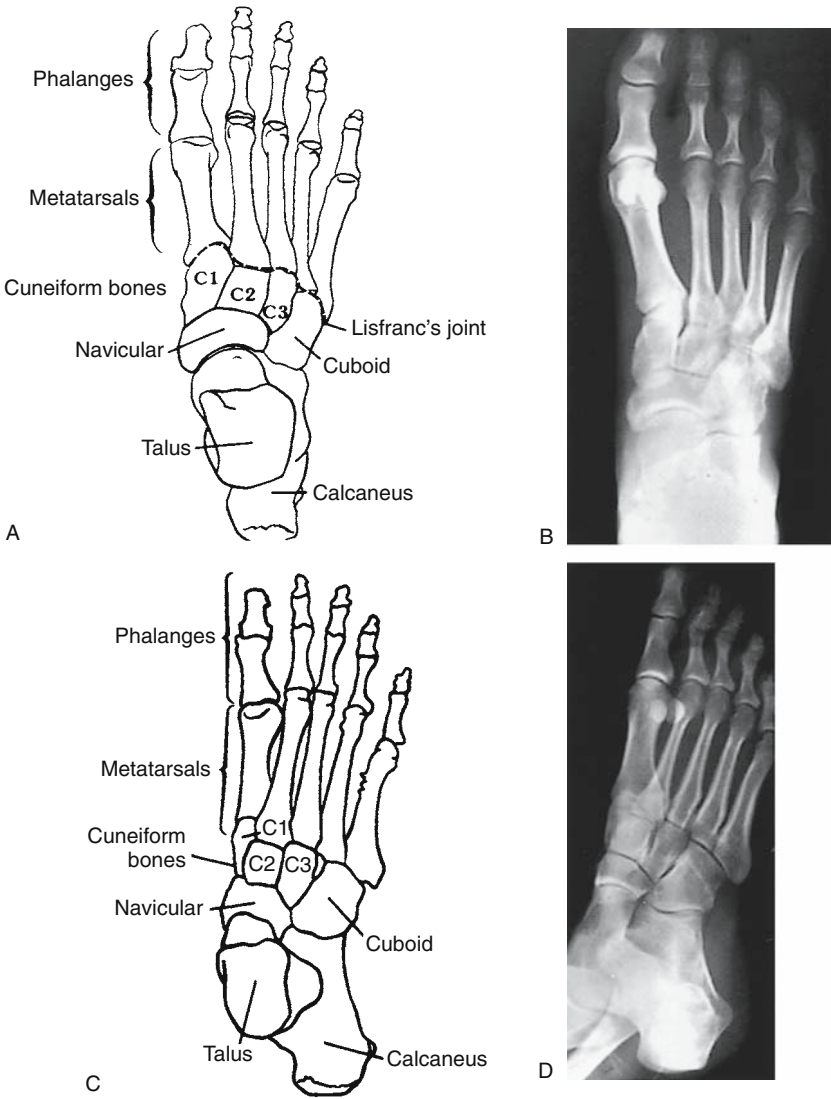 Phalanges
Metatarsals
Cuneiform bones
C1
C2
C3
Lisfranc's joint
Navicular
Cuboid
Talus
Calcaneus
A
B
Phalanges
Metatarsals
Cuneiform
bones
C1
C2
C3
Navicular
Cuboid
Talus
Calcaneus
C
D